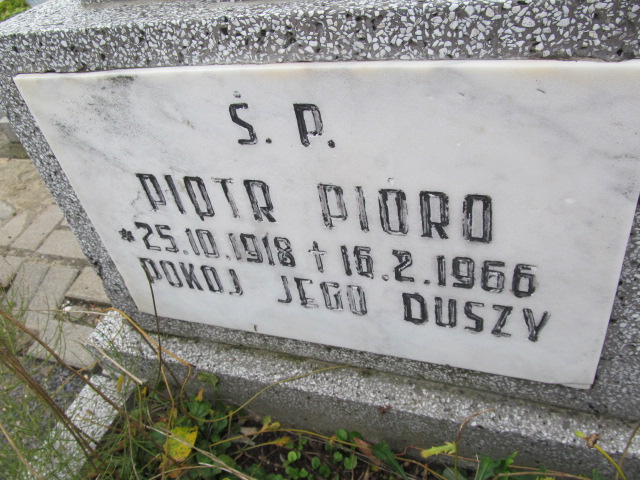 Ś. P.
PIOTR PIORO
*25.10.1918 † 16.2.1966
POKOJ JEGO DUSZY